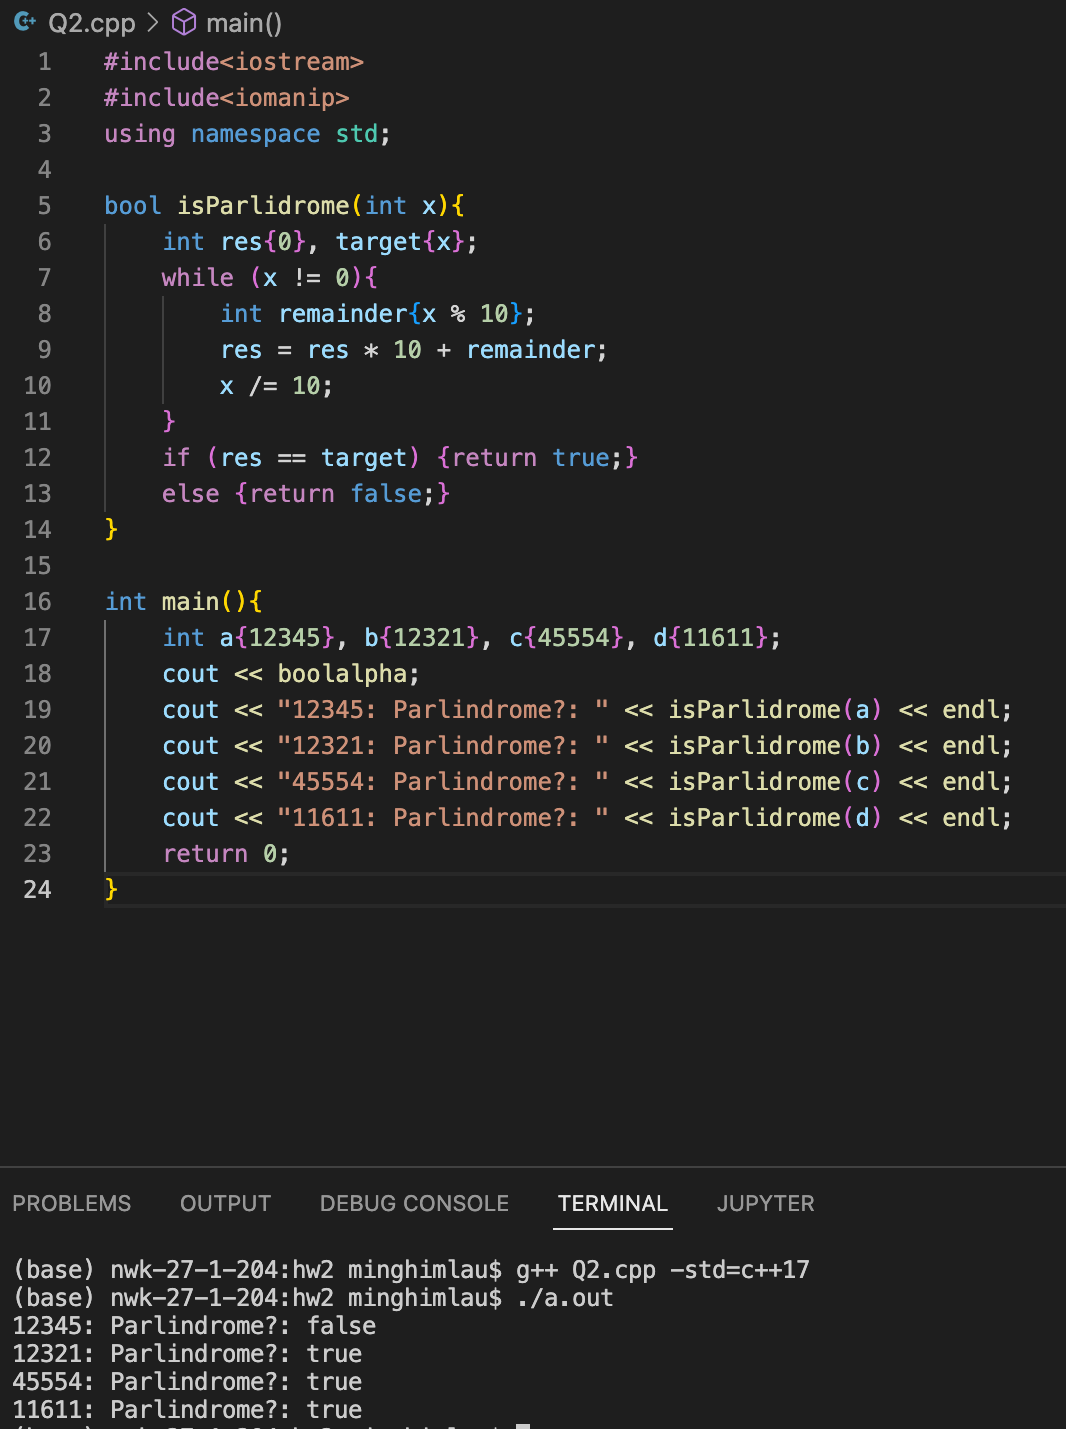 Q2.cpp > main()
1 #include<iostream>
2 #include<iomanip>
3 using namespace std;
4
5 bool isParlidrome(int x){
6     int res{0}, target{x};
7     while (x != 0){
8         int remainder{x % 10};
9         res = res * 10 + remainder;
10         x /= 10;
11     }
12     if (res == target) {return true;}
13     else {return false;}
14 }
15
16 int main(){
17     int a{12345}, b{12321}, c{45554}, d{11611};
18     cout << boolalpha;
19     cout << "12345: Parlindrome?: " << isParlidrome(a) << endl;
20     cout << "12321: Parlindrome?: " << isParlidrome(b) << endl;
21     cout << "45554: Parlindrome?: " << isParlidrome(c) << endl;
22     cout << "11611: Parlindrome?: " << isParlidrome(d) << endl;
23     return 0;
24 }
PROBLEMS OUTPUT DEBUG CONSOLE TERMINAL JUPYTER
(base) nwk-27-1-204:hw2 minghimlau$ g++ Q2.cpp -std=c++17
(base) nwk-27-1-204:hw2 minghimlau$ ./a.out
12345: Parlindrome?: false
12321: Parlindrome?: true
45554: Parlindrome?: true
11611: Parlindrome?: true